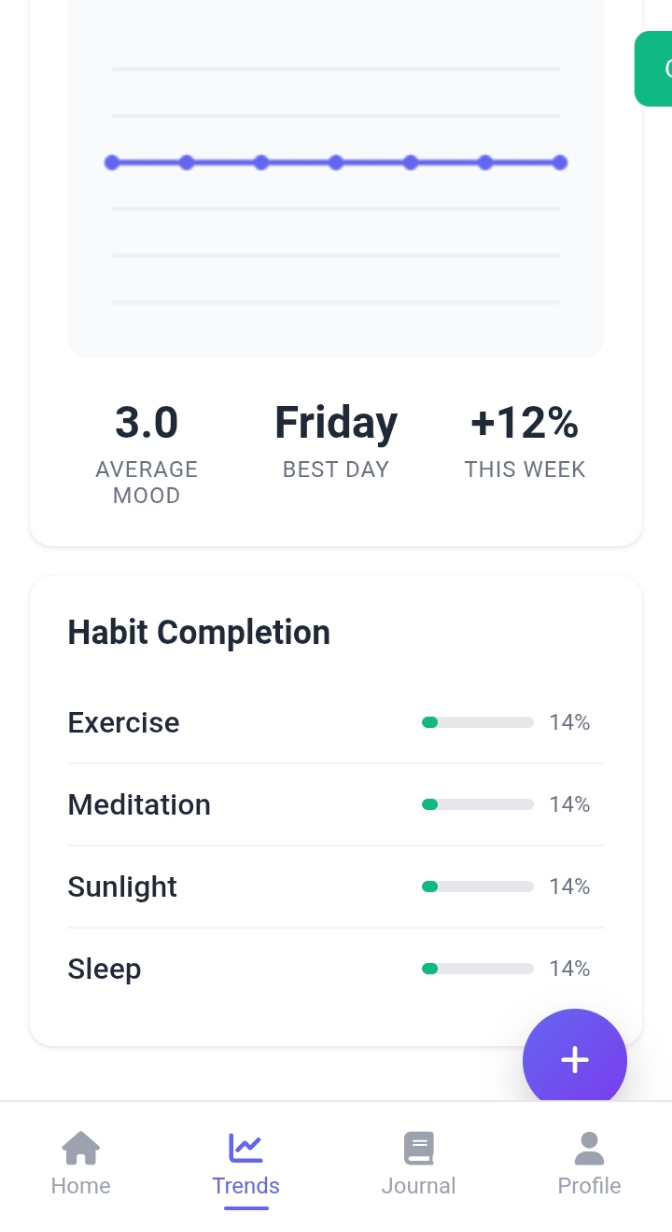 3.0
AVERAGE
MOOD
Friday
BEST DAY
+12%
THIS WEEK
Habit Completion
Exercise 14%
Meditation 14%
Sunlight 14%
Sleep 14%
Home
Trends
Journal
Profile